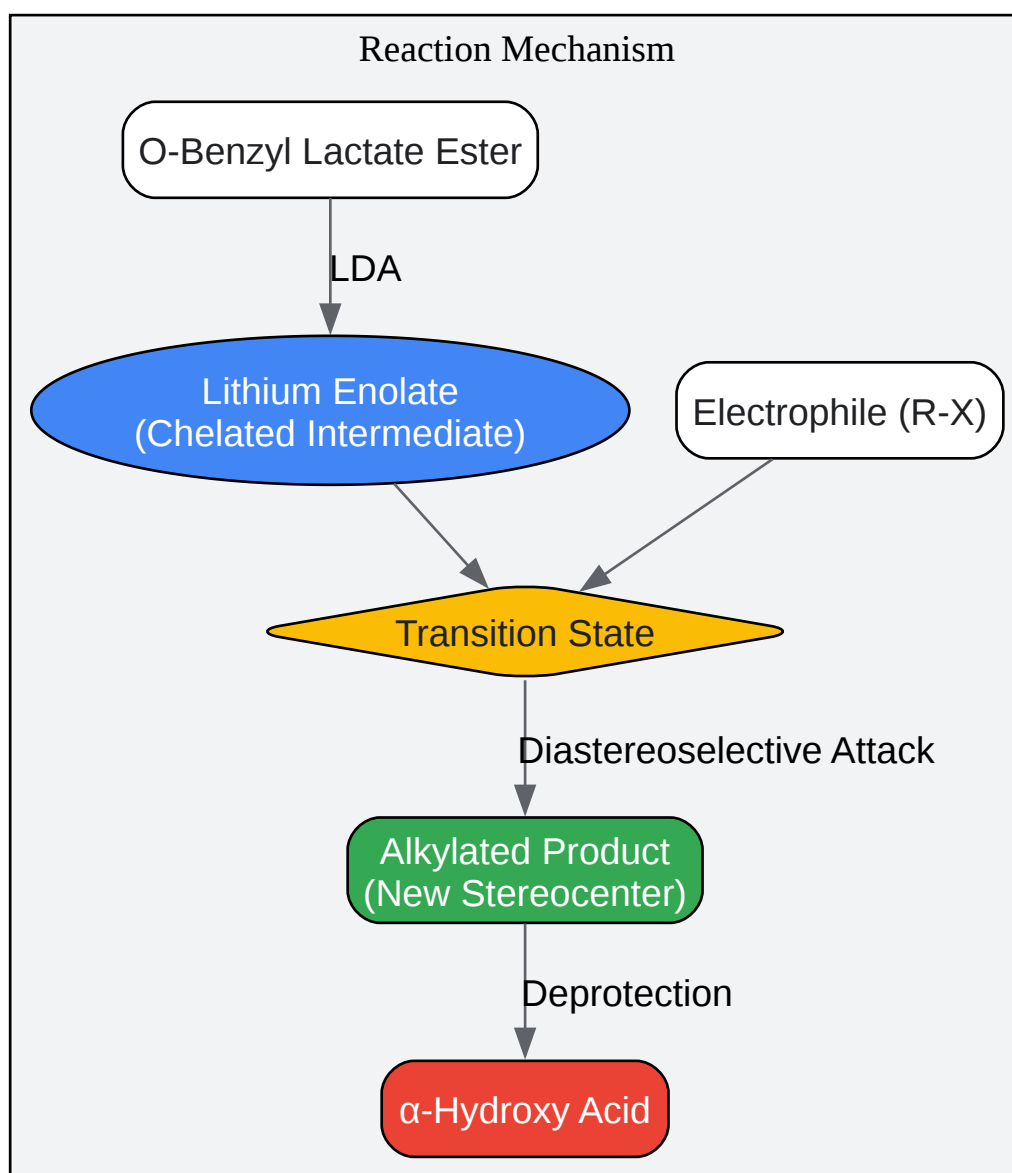 Reaction Mechanism
O-Benzyl Lactate Ester
LDA
Lithium Enolate
(Chelated Intermediate)
Electrophile (R-X)
Transition State
Diastereoselective Attack
Alkylated Product
(New Stereocenter)
Deprotection
α-Hydroxy Acid